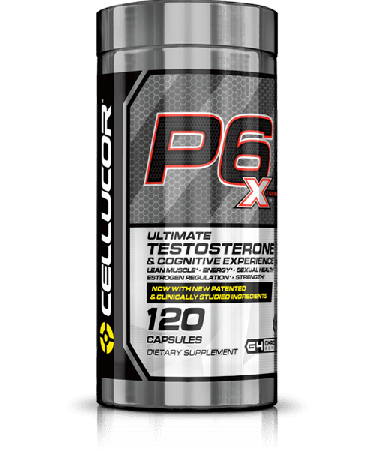 CELLUCOR
P6
X
ULTIMATE
TESTOSTERONE
& COGNITIVE EXPERIENCE
LEAN MUSCLE* • ENERGY* • SEXUAL HEALTH
ESTROGEN REGULATION* • STRENGTH*
NOW WITH NEW PATENTED
& CLINICALLY STUDIED INGREDIENTS
120
CAPSULES
DIETARY SUPPLEMENT
G4